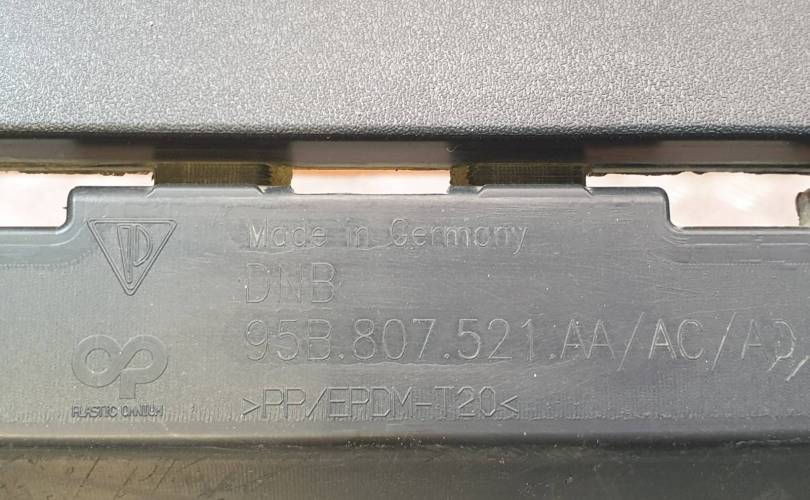 Made in Germany
DNB
95B.807.521.AA/AC/AD/
PLASTIC OMNIUM
>PP/EPDM-T20<